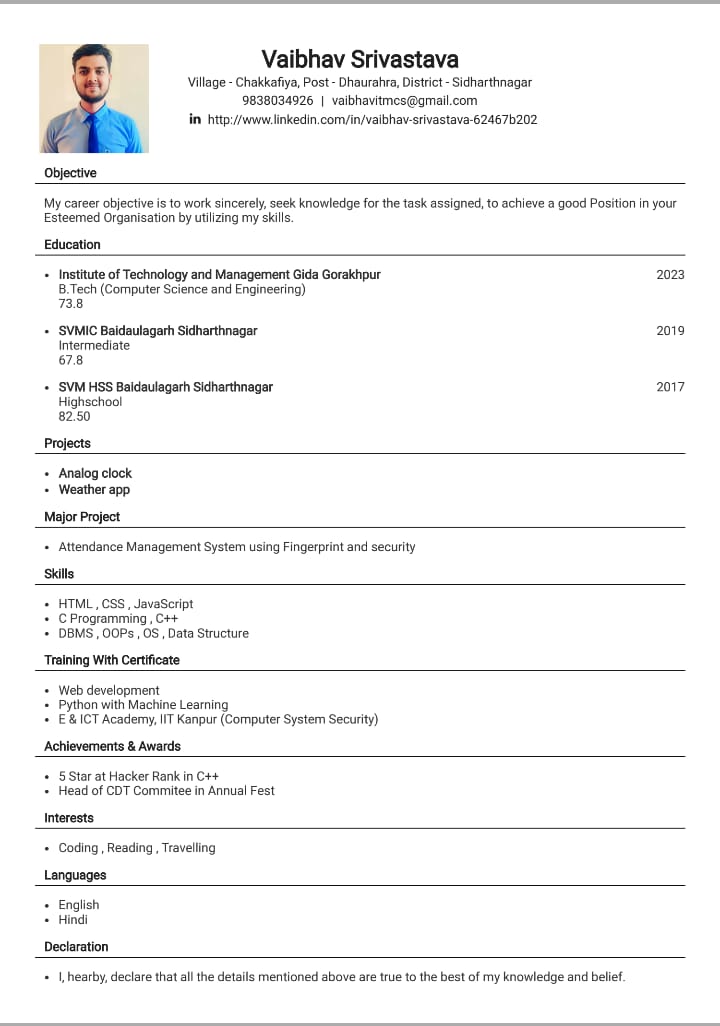 Vaibhav Srivastava
Village - Chakkafiya, Post - Dhaurahra, District - Sidharthnagar
9838034926 | vaibhavitmcs@gmail.com
in http://www.linkedin.com/in/vaibhav-srivastava-62467b202
Objective
My career objective is to work sincerely, seek knowledge for the task assigned, to achieve a good Position in your
Esteemed Organisation by utilizing my skills.
Education
• Institute of Technology and Management Gida Gorakhpur 2023
B.Tech (Computer Science and Engineering)
73.8
• SVMIC Baidaulagarh Sidharthnagar 2019
Intermediate
67.8
• SVM HSS Baidaulagarh Sidharthnagar 2017
Highschool
82.50
Projects
• Analog clock
• Weather app
Major Project
• Attendance Management System using Fingerprint and security
Skills
• HTML , CSS , JavaScript
• C Programming , C++
• DBMS , OOPs , OS , Data Structure
Training With Certificate
• Web development
• Python with Machine Learning
• E & ICT Academy, IIT Kanpur (Computer System Security)
Achievements & Awards
• 5 Star at Hacker Rank in C++
• Head of CDT Commitee in Annual Fest
Interests
• Coding , Reading , Travelling
Languages
• English
• Hindi
Declaration
• I, hearby, declare that all the details mentioned above are true to the best of my knowledge and belief.